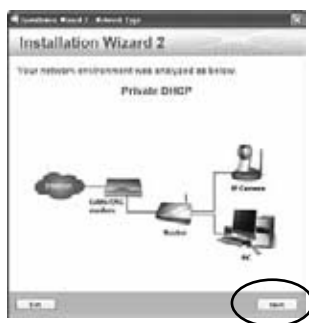 Installation Wizard 2 - Network Type
Installation Wizard 2
Your network environment was analyzed as below.
Private DHCP
Internet
Cable/DSL
modem
Router
IP Camera
PC
Exit
Next